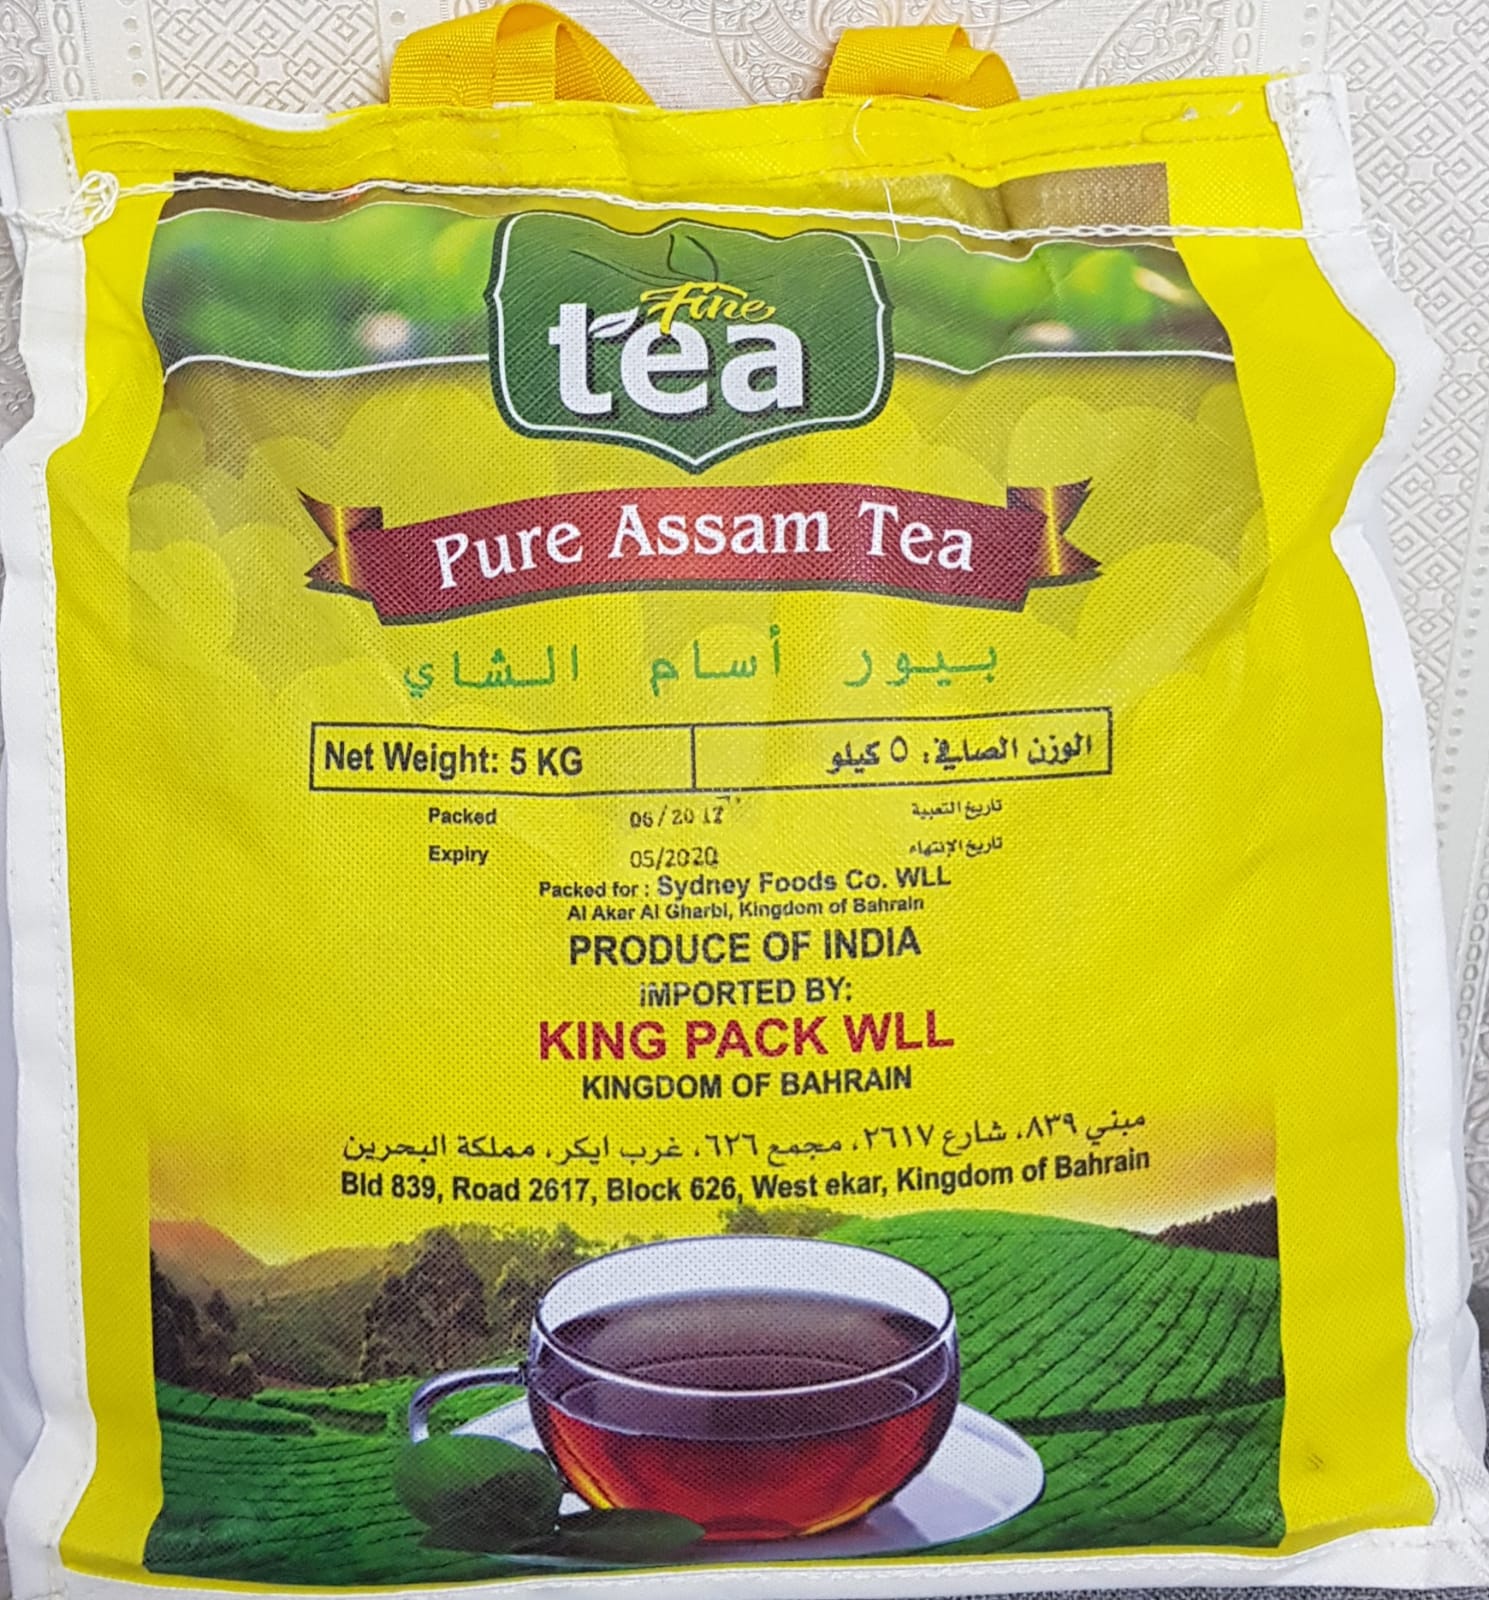 Fine
tea
Pure Assam Tea
بيور أسام الشاي
Net Weight: 5 KG
الوزن الصافي: ٥ كيلو
Packed 06/2017 تاريخ التعبية
Expiry 05/2020 تاريخ الإنتهاء
Packed for : Sydney Foods Co. WLL
Al Aker Al Gharbi, Kingdom of Bahrain
PRODUCE OF INDIA
IMPORTED BY:
KING PACK WLL
KINGDOM OF BAHRAIN
مبني ٨٣٩، شارع ٢٦١٧، مجمع ٦٢٦، غرب ايكر، مملكة البحرين
Bld 839, Road 2617, Block 626, West ekar, Kingdom of Bahrain